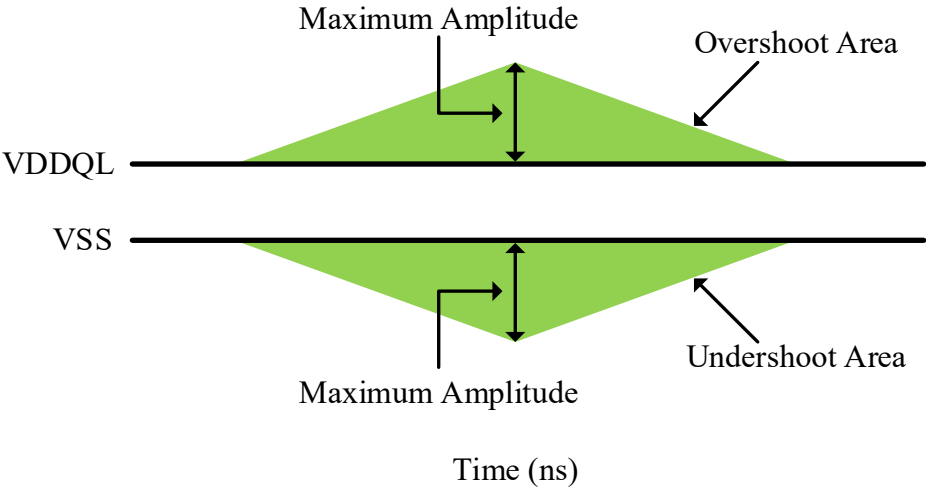 Maximum Amplitude
Overshoot Area
VDDQL
VSS
Undershoot Area
Maximum Amplitude
Time (ns)